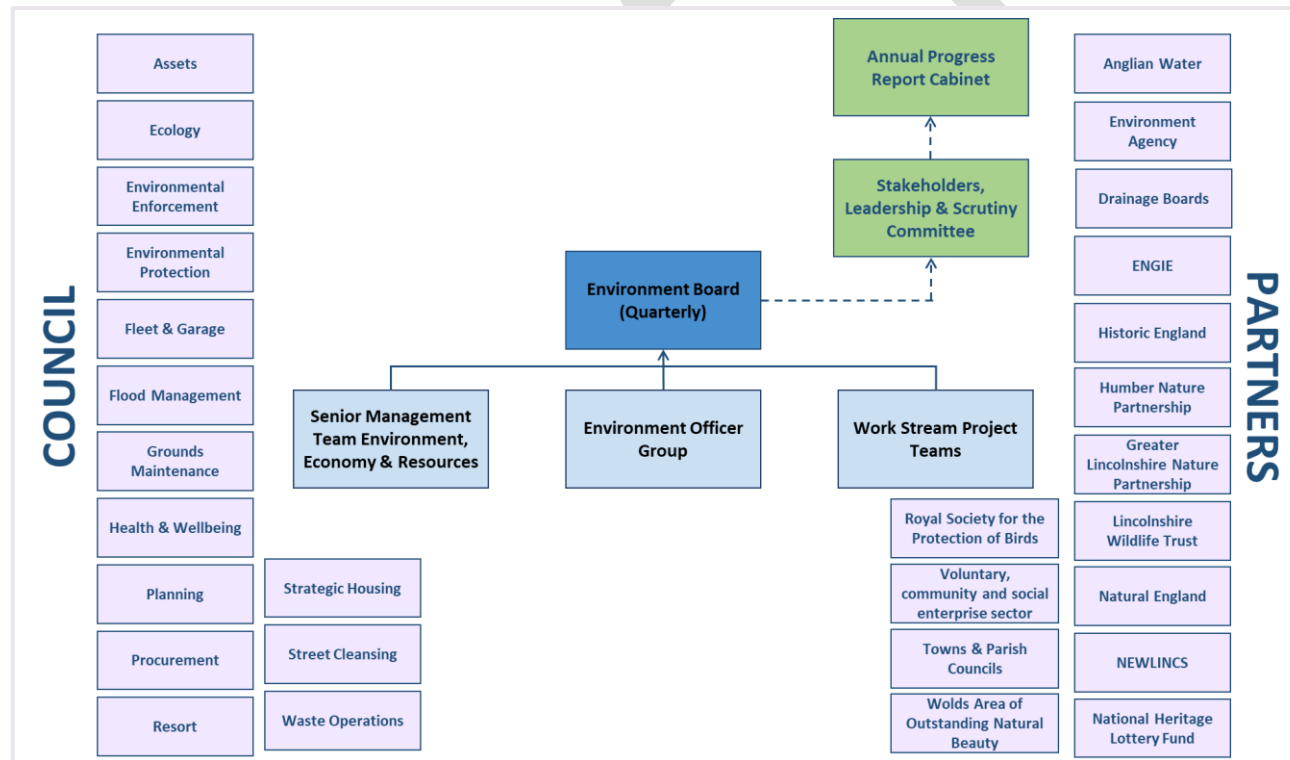 COUNCIL
Assets
Ecology
Environmental
Enforcement
Environmental
Protection
Fleet & Garage
Flood Management
Grounds
Maintenance
Health & Wellbeing
Planning
Procurement
Resort
Strategic Housing
Street Cleansing
Waste Operations
Annual Progress
Report Cabinet
Stakeholders,
Leadership & Scrutiny
Committee
Environment Board
(Quarterly)
Senior Management
Team Environment,
Economy & Resources
Environment Officer
Group
Work Stream Project
Teams
Royal Society for the
Protection of Birds
Voluntary,
community and social
enterprise sector
Towns & Parish
Councils
Wolds Area of
Outstanding Natural
Beauty
Anglian Water
Environment
Agency
Drainage Boards
ENGIE
Historic England
Humber Nature
Partnership
Greater
Lincolnshire Nature
Partnership
Lincolnshire
Wildlife Trust
Natural England
NEWLINCS
National Heritage
Lottery Fund
PARTNERS